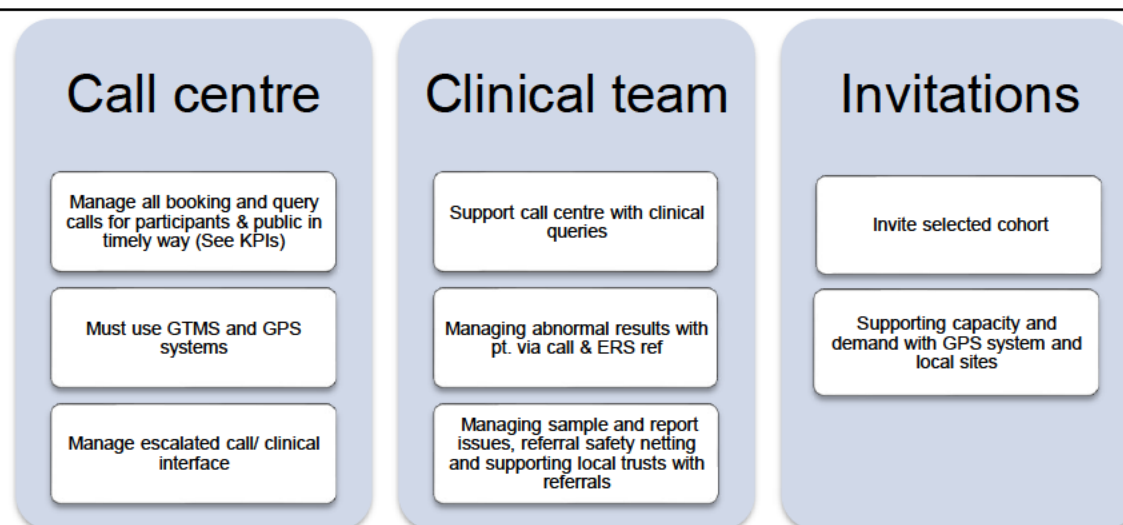 Call centre
Manage all booking and query
calls for participants & public in
timely way (See KPIs)
Must use GTMS and GPS
systems
Manage escalated call/ clinical
interface
Clinical team
Support call centre with clinical
queries
Managing abnormal results with
pt. via call & ERS ref
Managing sample and report
issues, referral safety netting
and supporting local trusts with
referrals
Invitations
Invite selected cohort
Supporting capacity and
demand with GPS system and
local sites